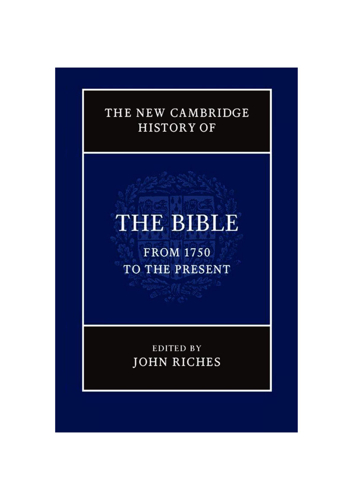 THE NEW CAMBRIDGE
HISTORY OF
THE BIBLE
FROM 1750
TO THE PRESENT
EDITED BY
JOHN RICHES